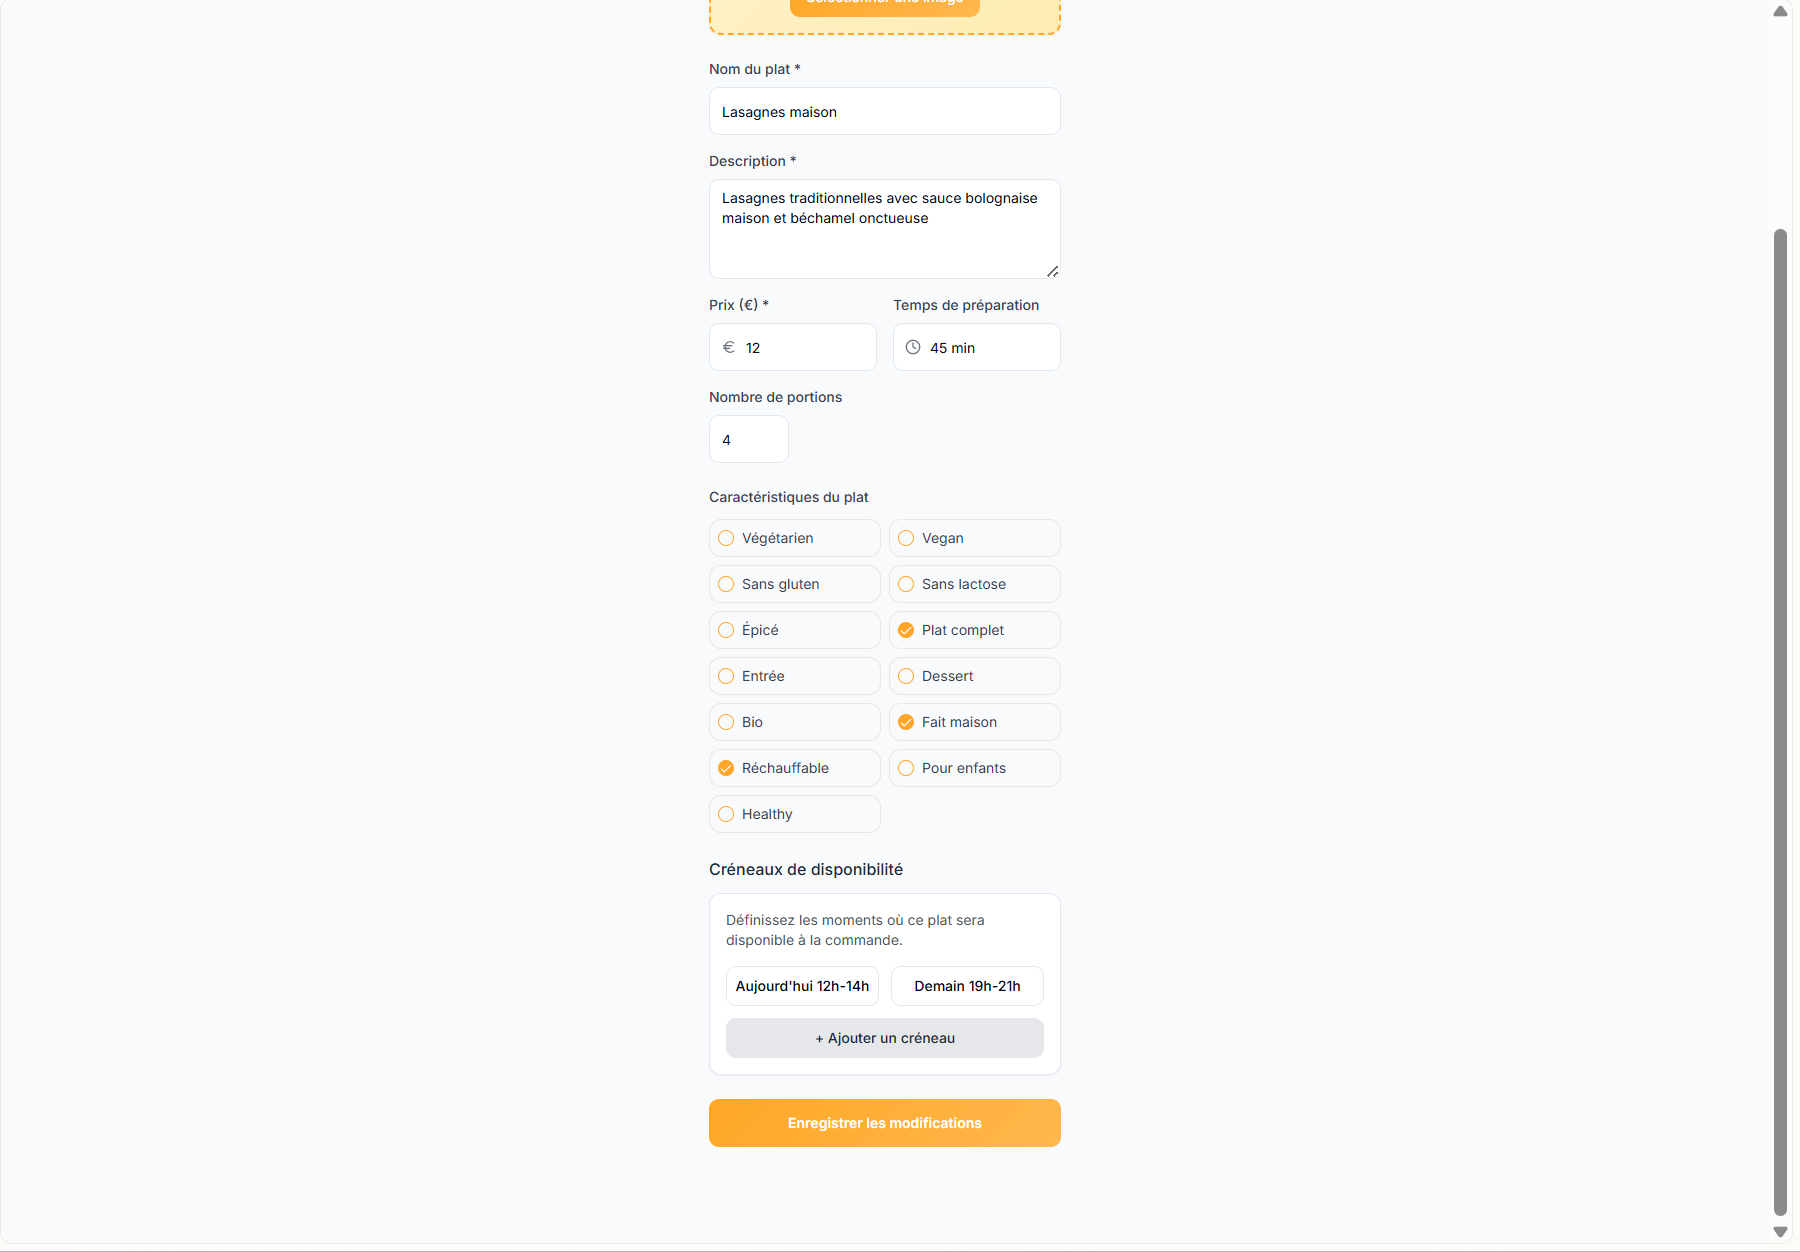 Sélectionner une image
Nom du plat *
Lasagnes maison
Description *
Lasagnes traditionnelles avec sauce bolognaise
maison et béchamel onctueuse
Prix (€) *
Temps de préparation
€ 12
45 min
Nombre de portions
4
Caractéristiques du plat
Végétarien
Vegan
Sans gluten
Sans lactose
Épicé
Plat complet
Entrée
Dessert
Bio
Fait maison
Réchauffable
Pour enfants
Healthy
Créneaux de disponibilité
Définissez les moments où ce plat sera
disponible à la commande.
Aujourd'hui 12h-14h
Demain 19h-21h
+ Ajouter un créneau
Enregistrer les modifications